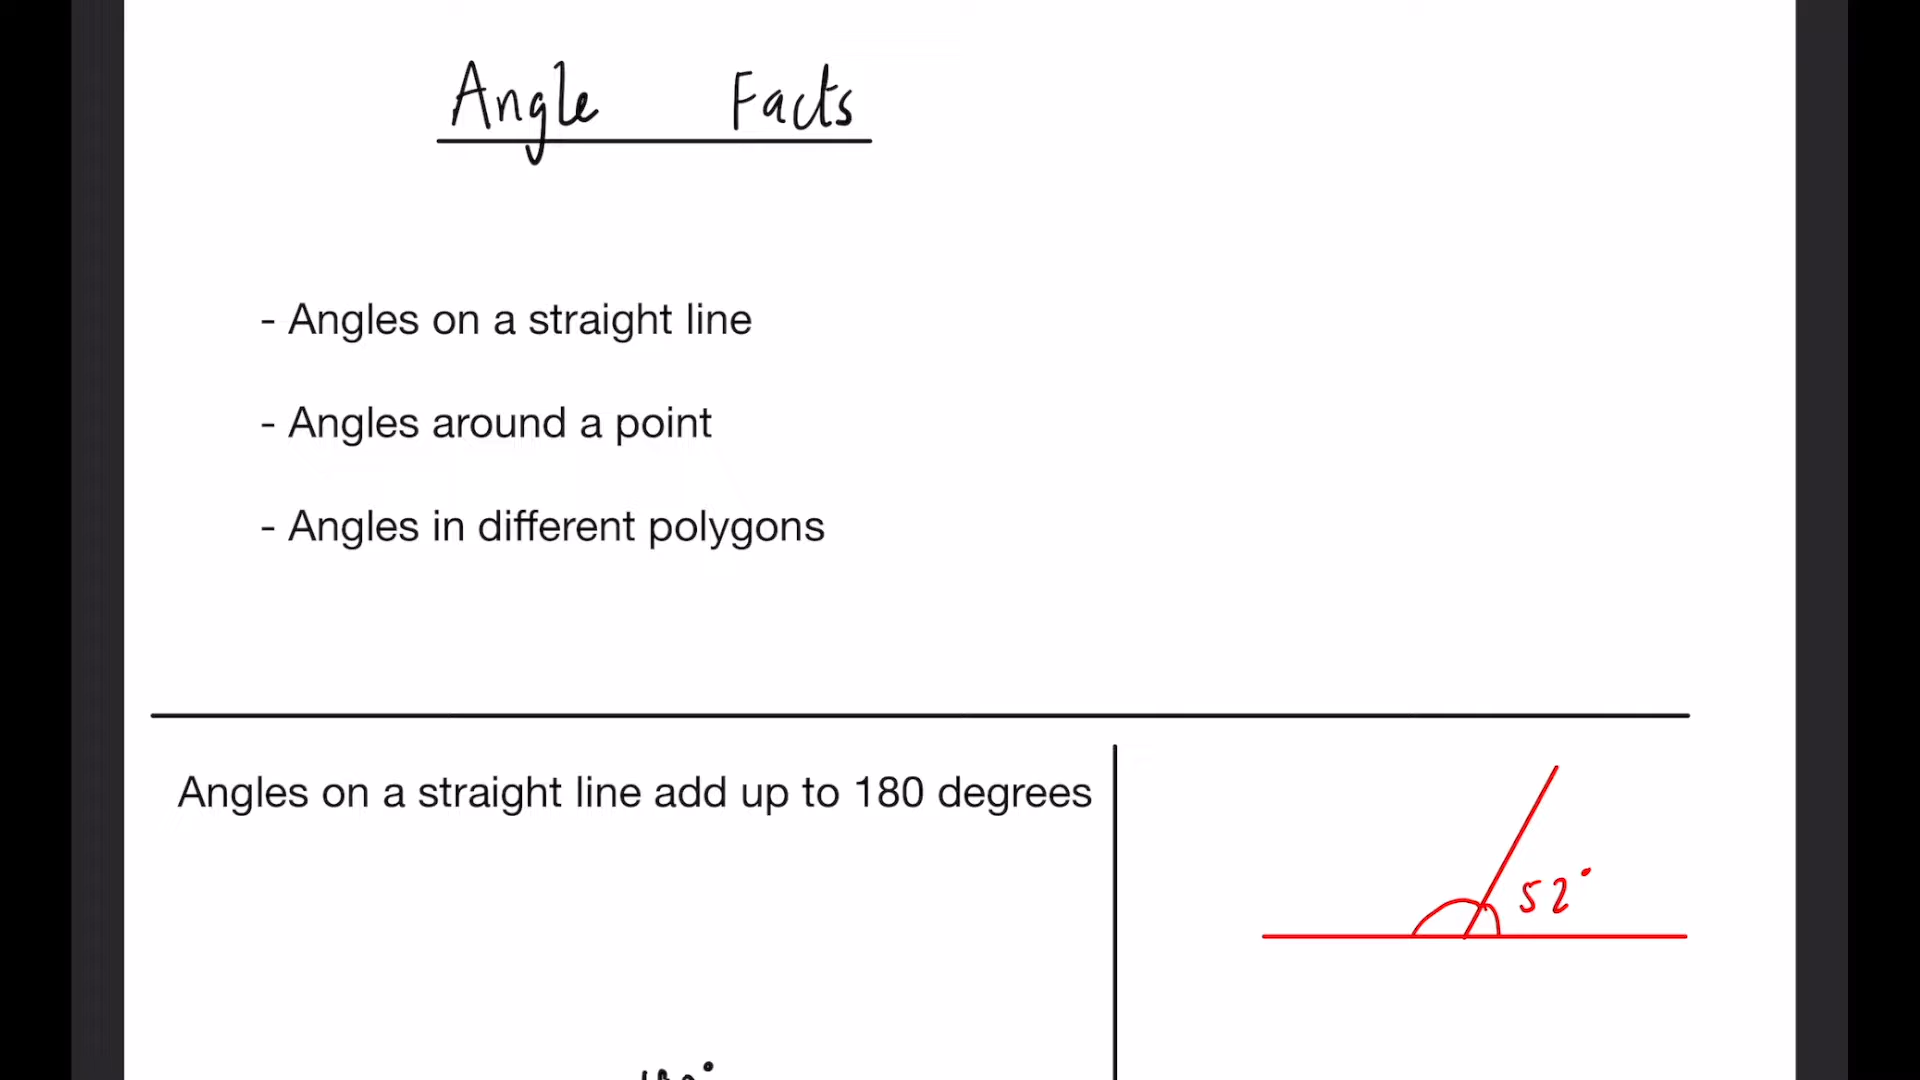 Angle Facts
- Angles on a straight line
- Angles around a point
- Angles in different polygons
Angles on a straight line add up to 180 degrees
52°